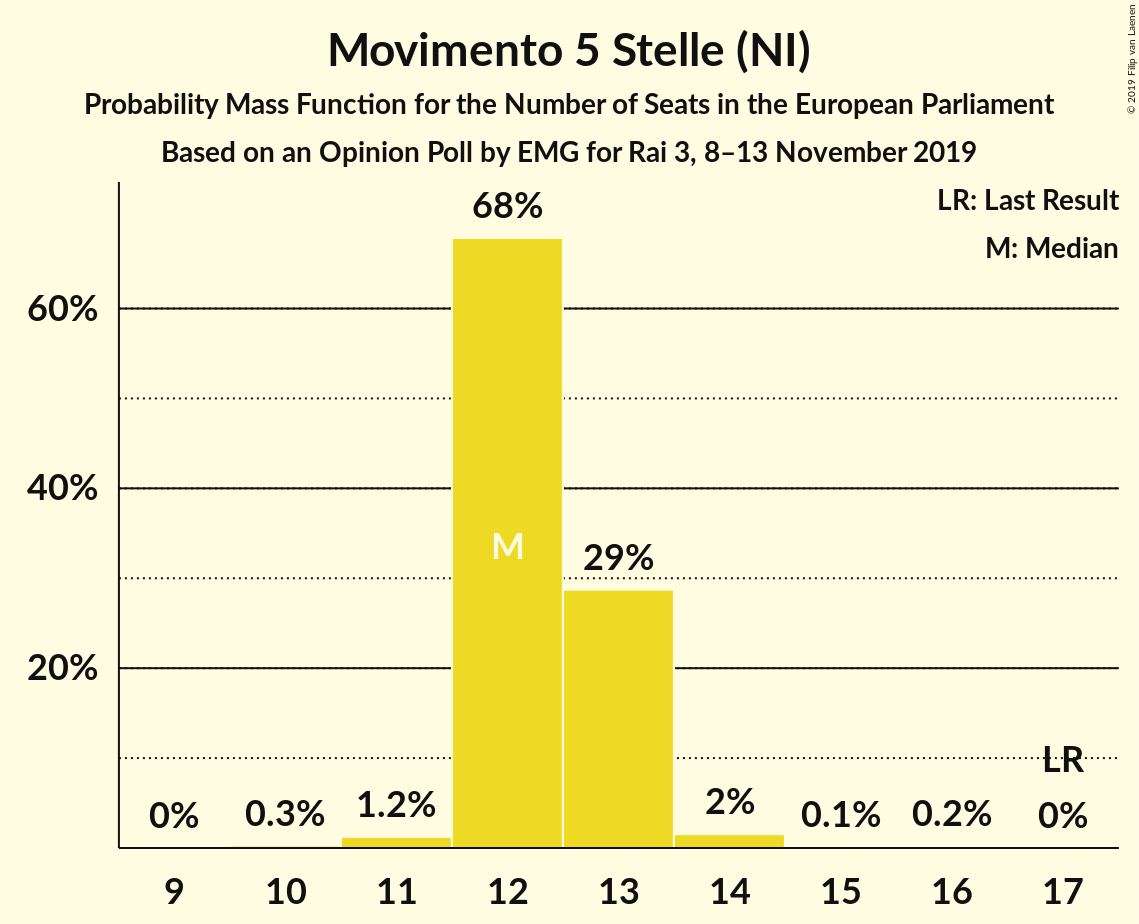 Movimento 5 Stelle (NI)
Probability Mass Function for the Number of Seats in the European Parliament
Based on an Opinion Poll by EMG for Rai 3, 8–13 November 2019
© 2019 Filip van Laenen
LR: Last Result
M: Median
68%
60%
40%
M
29%
20%
LR
0%
0.3%
1.2%
2%
0.1%
0.2%
0%
9 10 11 12 13 14 15 16 17